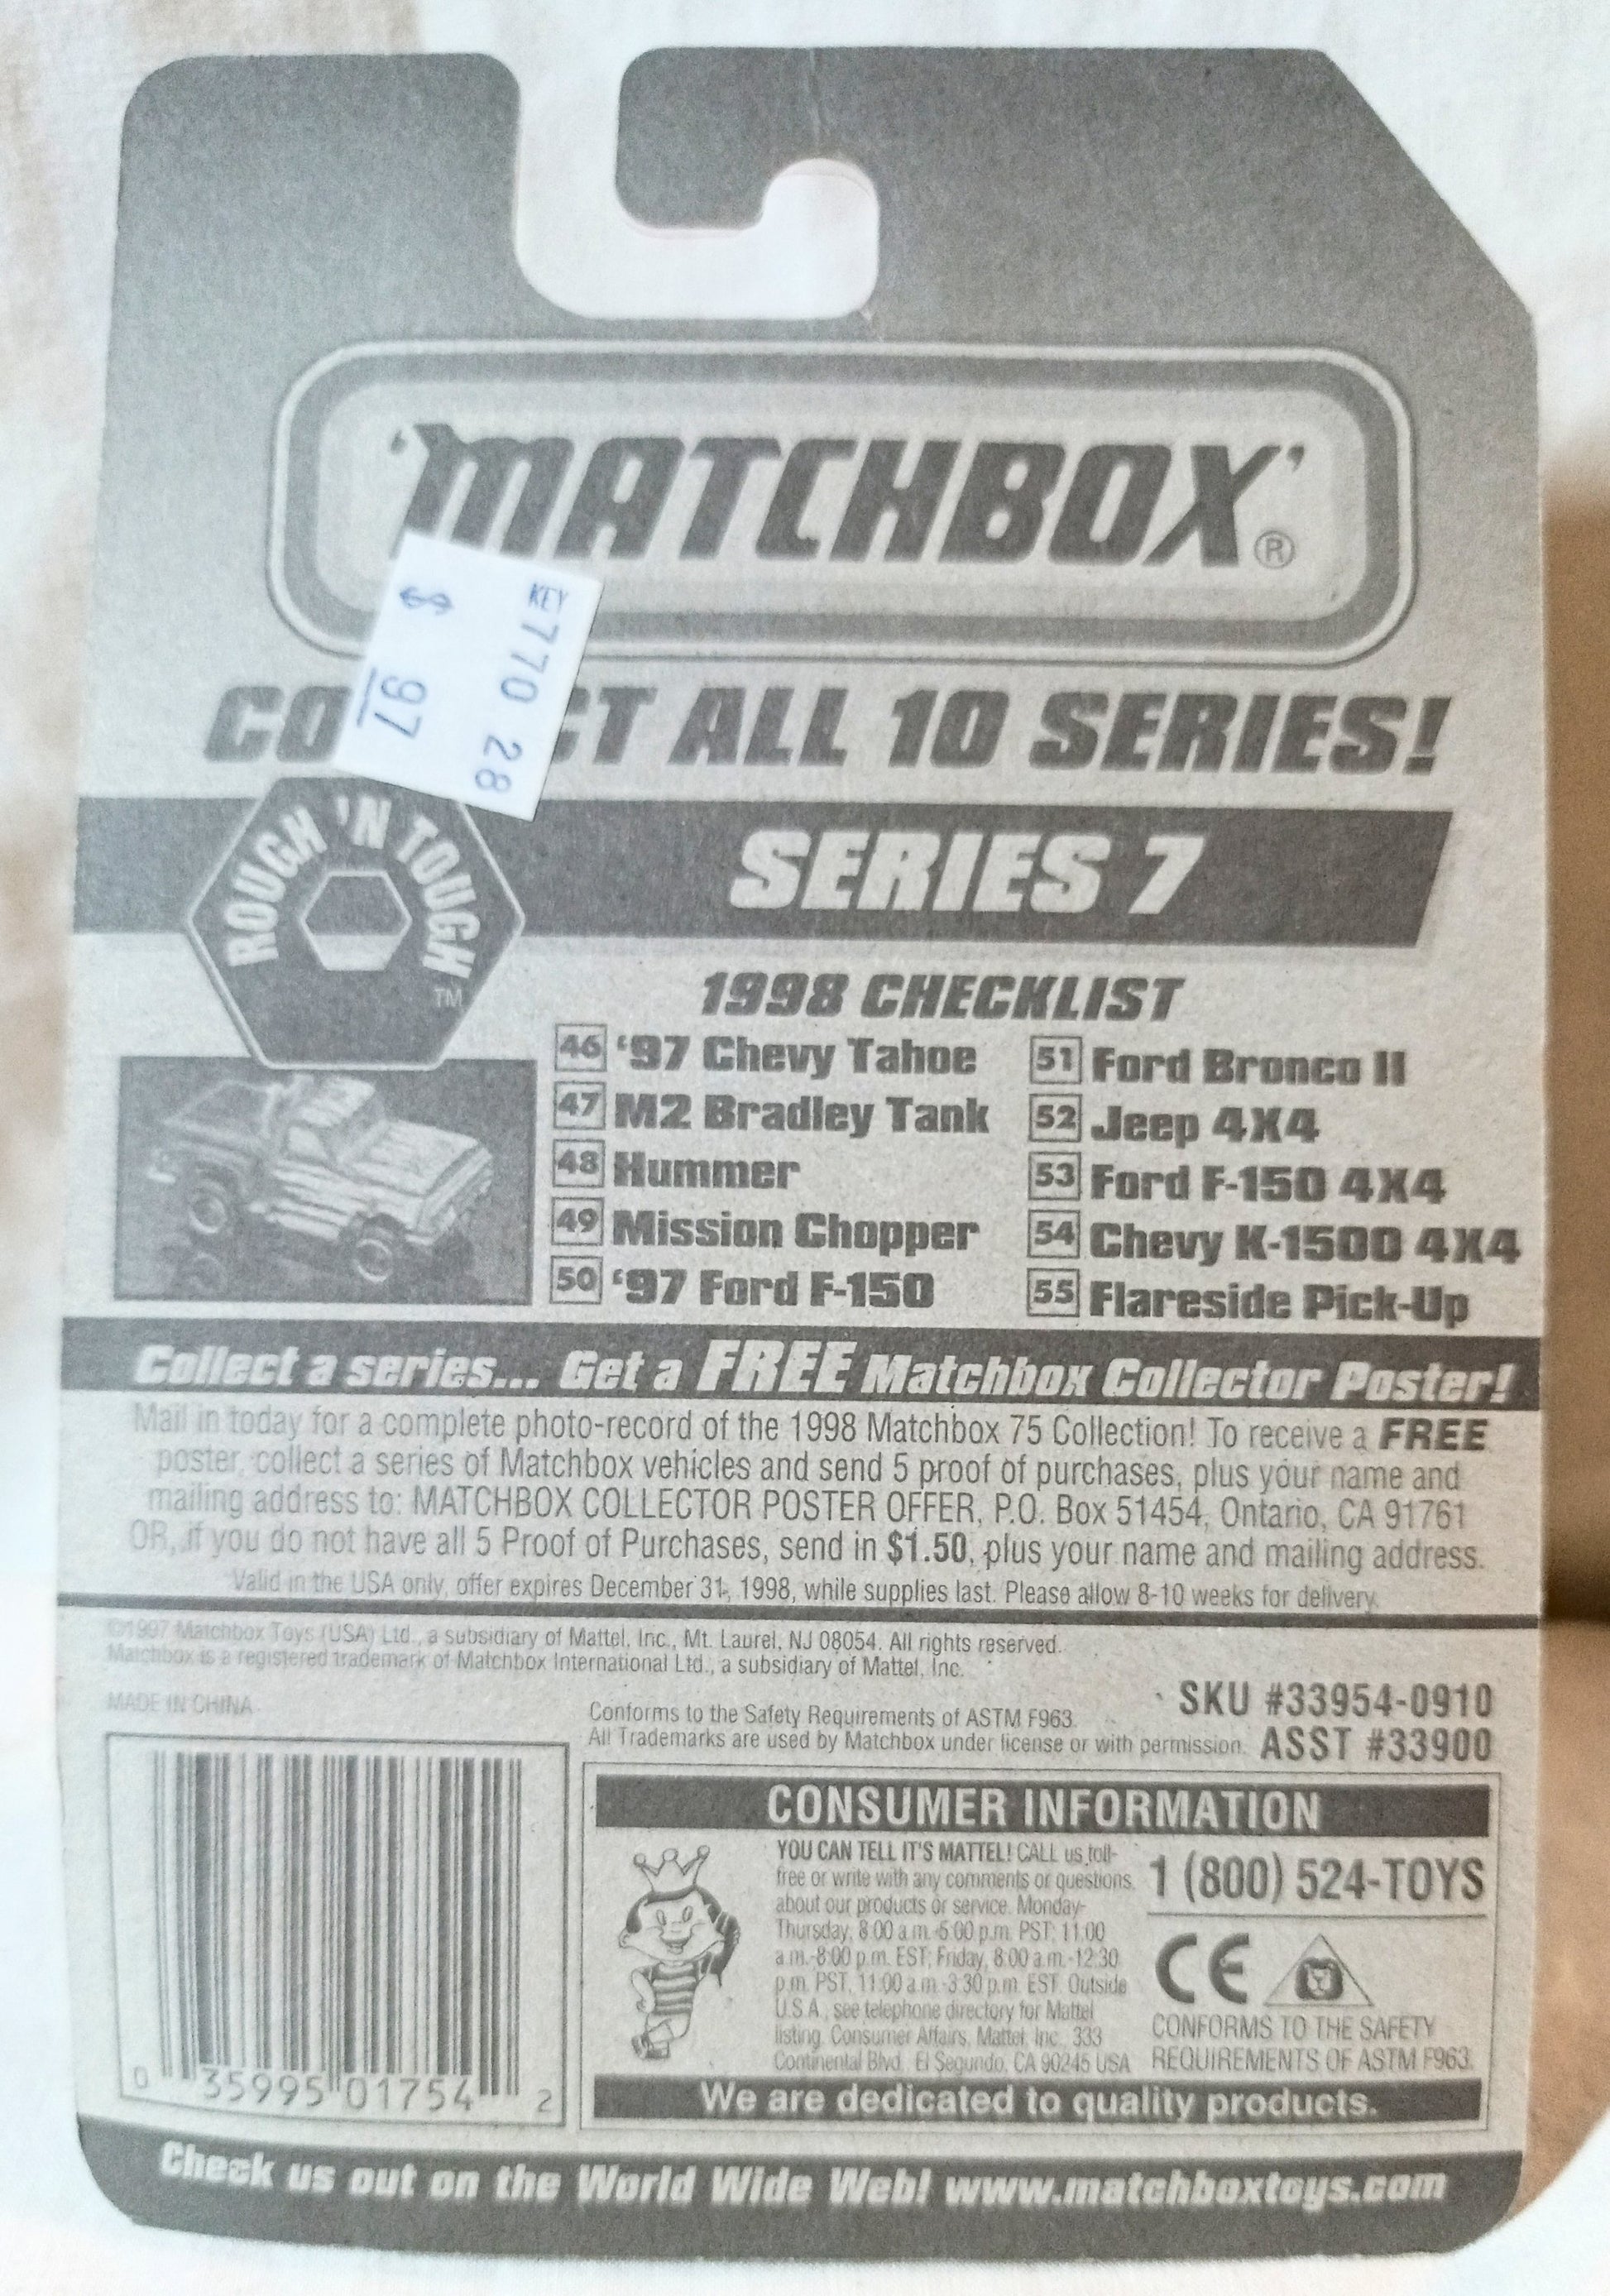 'MATCHBOX'®
KEY
770 28
$ 97
CO CT ALL 10 SERIES!
ROUGH 'N TOUGH
TM
SERIES 7
1998 CHECKLIST
46 '97 Chevy Tahoe
47 M2 Bradley Tank
48 Hummer
49 Mission Chopper
50 '97 Ford F-150
51 Ford Bronco II
52 Jeep 4X4
53 Ford F-150 4X4
54 Chevy K-1500 4X4
55 Flareside Pick-Up
Collect a series... Get a FREE Matchbox Collector Poster!
Mail in today for a complete photo-record of the 1998 Matchbox 75 Collection! To receive a FREE
poster, collect a series of Matchbox vehicles and send 5 proof of purchases, plus your name and
mailing address to: MATCHBOX COLLECTOR POSTER OFFER, P.O. Box 51454, Ontario, CA 91761
OR, if you do not have all 5 Proof of Purchases, send in $1.50, plus your name and mailing address.
Valid in the USA only, offer expires December 31, 1998, while supplies last. Please allow 8-10 weeks for delivery.
©1997 Matchbox Toys (USA) Ltd., a subsidiary of Mattel, Inc., Mt. Laurel, NJ 08054. All rights reserved.
Matchbox is a registered trademark of Matchbox International Ltd., a subsidiary of Mattel, Inc.
MADE IN CHINA
Conforms to the Safety Requirements of ASTM F963.
All Trademarks are used by Matchbox under license or with permission.
SKU #33954-0910
ASST #33900
0 35995 01754 2
CONSUMER INFORMATION
YOU CAN TELL IT'S MATTEL! CALL us toll-
free or write with any comments or questions
about our products or service. Monday-
Thursday, 8:00 a.m.-5:00 p.m. PST; 11:00
a.m.-8:00 p.m. EST; Friday, 8:00 a.m.-12:30
p.m. PST, 11:00 a.m.-3:30 p.m. EST. Outside
U.S.A., see telephone directory for Mattel
listing. Consumer Affairs, Mattel, Inc. 333
Continental Blvd., El Segundo, CA 90245 USA
1 (800) 524-TOYS
CE
CONFORMS TO THE SAFETY
REQUIREMENTS OF ASTM F963.
We are dedicated to quality products.
Check us out on the World Wide Web! www.matchboxtoys.com